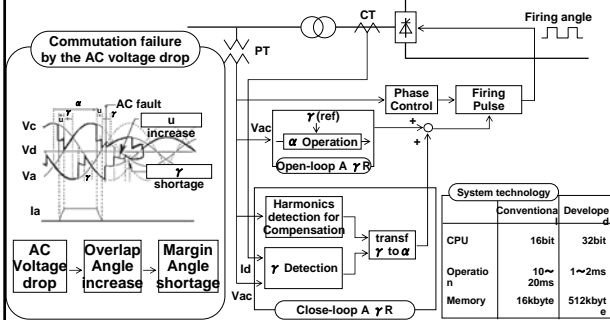 Commutation failure
by the AC voltage drop
α
u
γ
u
γ
AC fault
u
increase
Vc
Vd
Va
γ
γ
shortage
Ia
AC
Voltage
drop
Overlap
Angle
increase
Margin
Angle
shortage
PT
CT
Firing angle
Phase
Control
Firing
Pulse
γ(ref)
Vac
α Operation
Open-loop A γ R
+
+
Harmonics
detection for
Compensation
transf
γ to α
γ Detection
Id
Vac
Close-loop A γ R
System technology
Conventiona
l
Develope
d
CPU
16bit
32bit
Operatio
n
10～
20ms
1～2ms
Memory
16kbyte
512kbyt
e